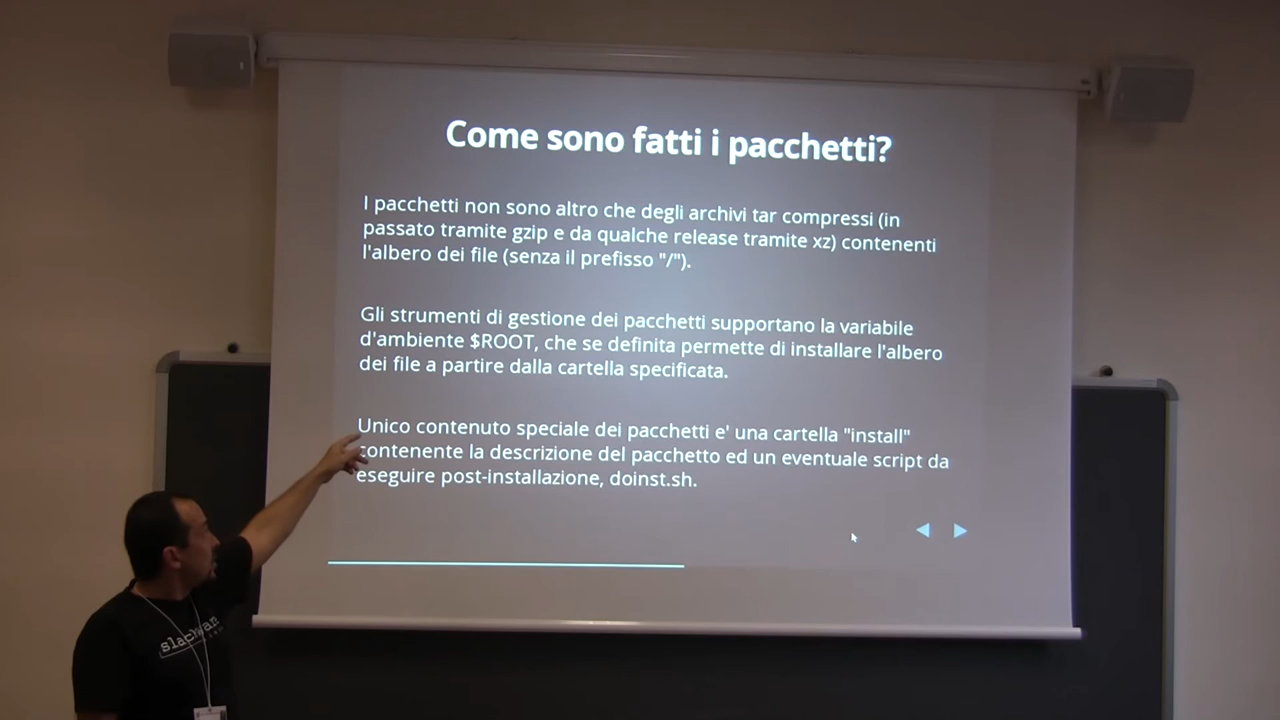 Come sono fatti i pacchetti?
I pacchetti non sono altro che degli archivi tar compressi (in
passato tramite gzip e da qualche release tramite xz) contenenti
l'albero dei file (senza il prefisso "/").
Gli strumenti di gestione dei pacchetti supportano la variabile
d'ambiente $ROOT, che se definita permette di installare l'albero
dei file a partire dalla cartella specificata.
Unico contenuto speciale dei pacchetti e' una cartella "install"
contenente la descrizione del pacchetto ed un eventuale script da
eseguire post-installazione, doinst.sh.